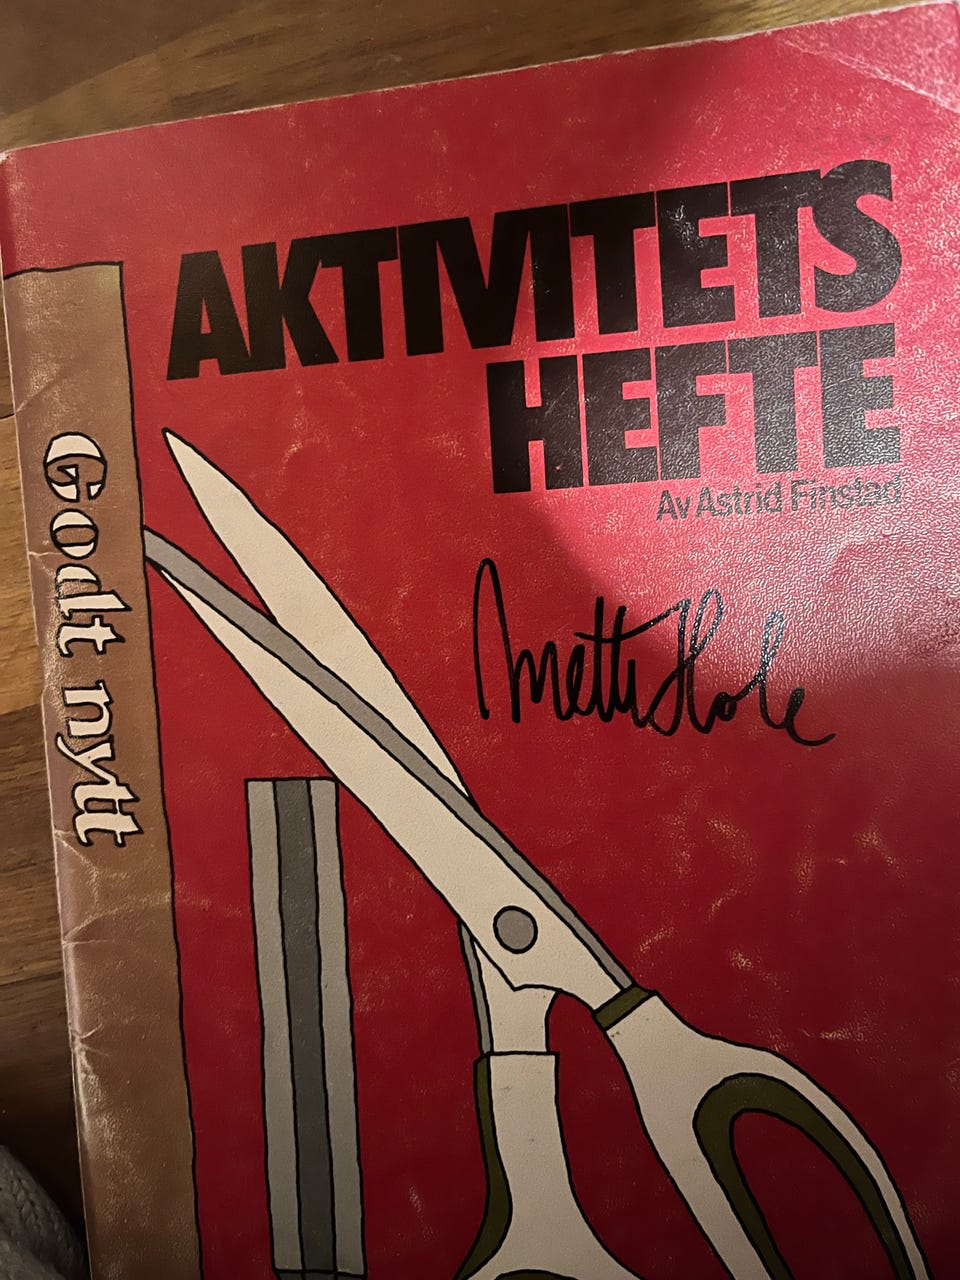 AKTIVITETS
HEFTE
Av Astrid Finstad
Mette Hole
Godt nytt